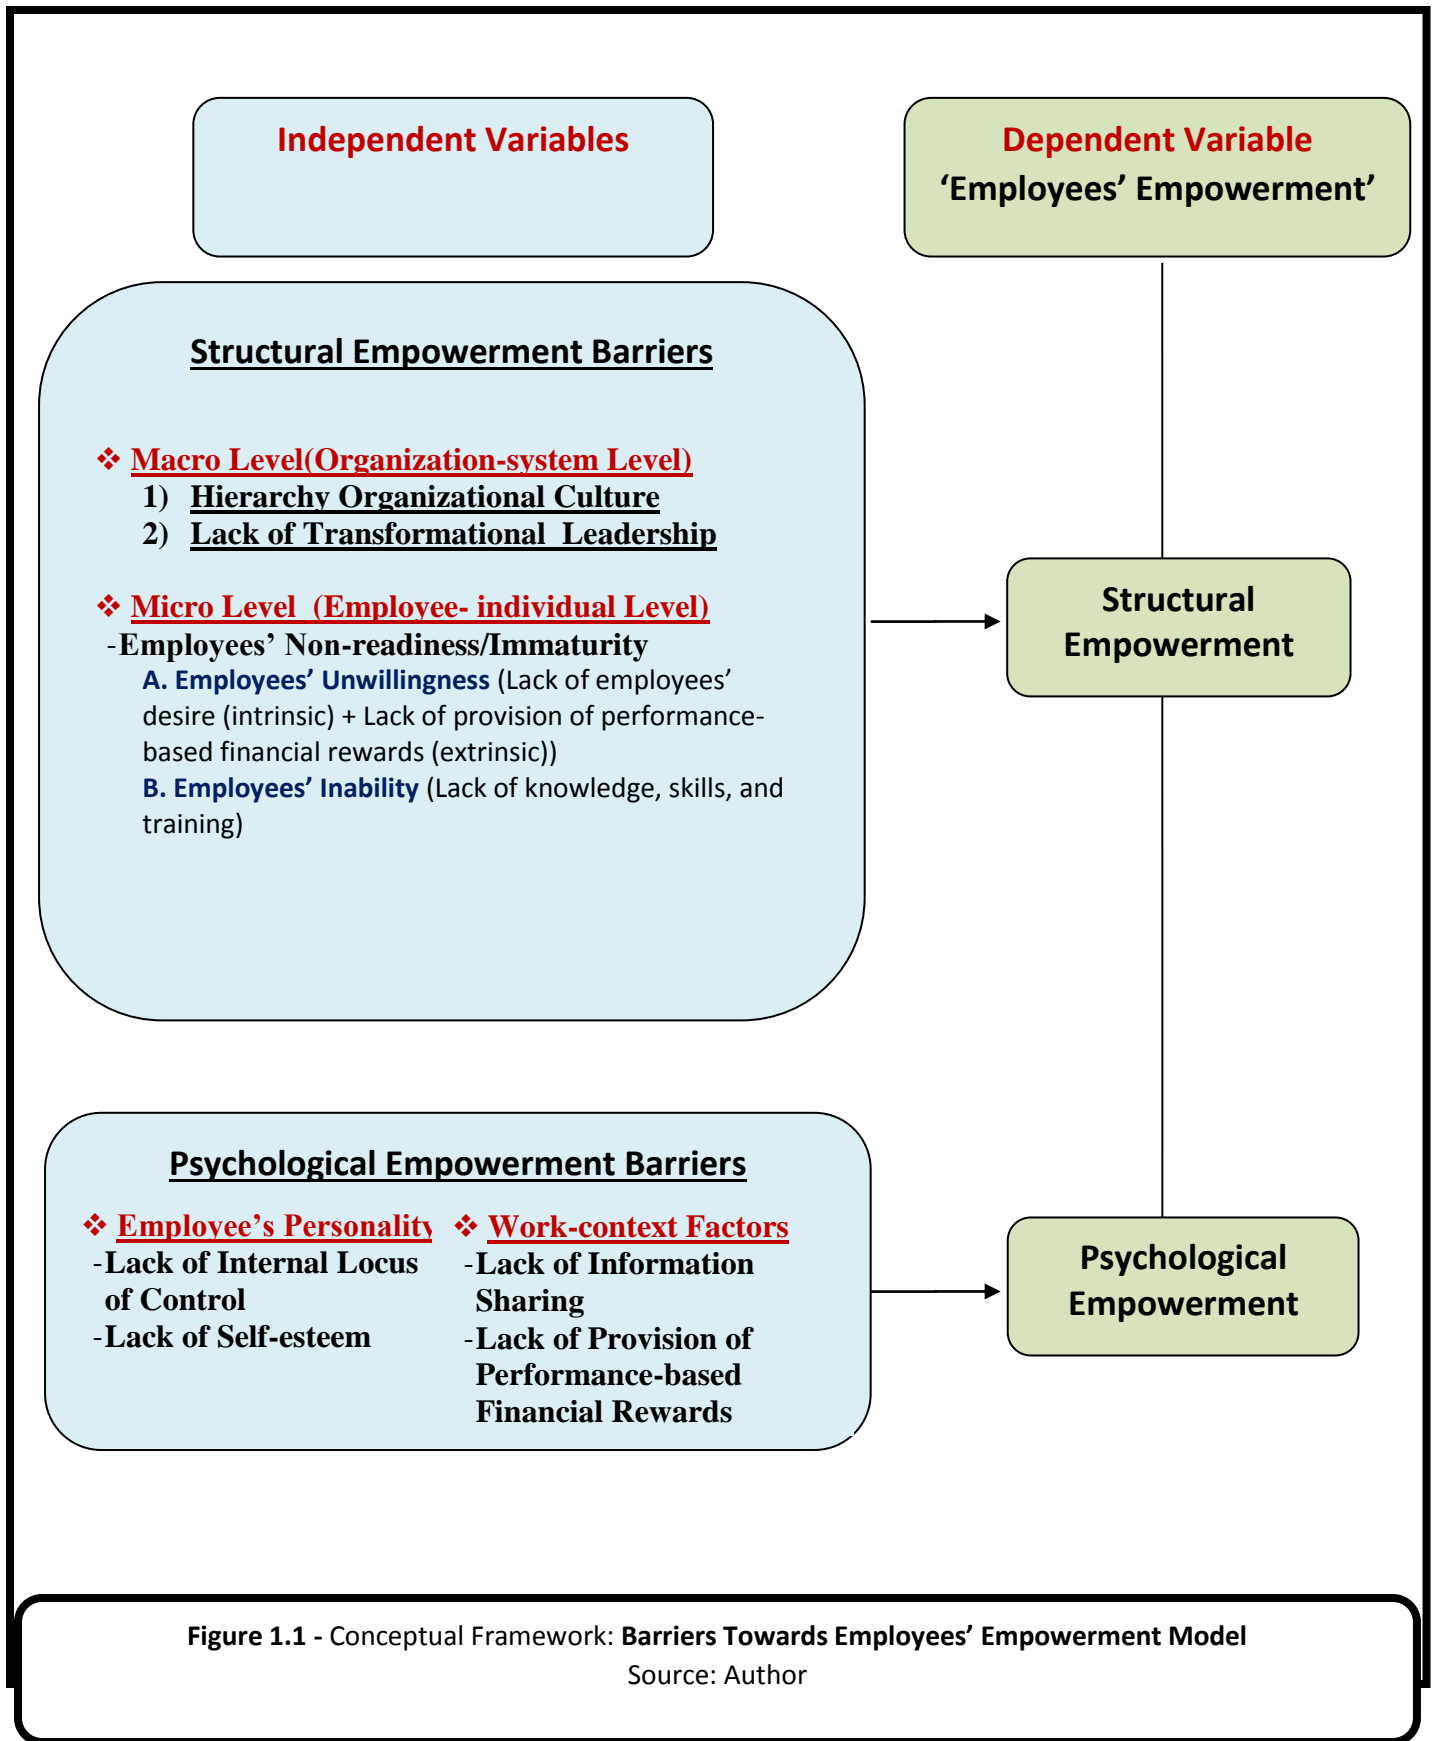 Independent Variables
Dependent Variable
‘Employees’ Empowerment’
Structural Empowerment Barriers
❖ Macro Level(Organization-system Level)
1) Hierarchy Organizational Culture
2) Lack of Transformational Leadership
❖ Micro Level (Employee- individual Level)
-Employees’ Non-readiness/Immaturity
A. Employees’ Unwillingness (Lack of employees’
desire (intrinsic) + Lack of provision of performance-
based financial rewards (extrinsic))
B. Employees’ Inability (Lack of knowledge, skills, and
training)
Structural
Empowerment
Psychological Empowerment Barriers
❖ Employee’s Personality
-Lack of Internal Locus
of Control
-Lack of Self-esteem
❖ Work-context Factors
-Lack of Information
Sharing
-Lack of Provision of
Performance-based
Financial Rewards
Psychological
Empowerment
Figure 1.1 - Conceptual Framework: Barriers Towards Employees’ Empowerment Model
Source: Author